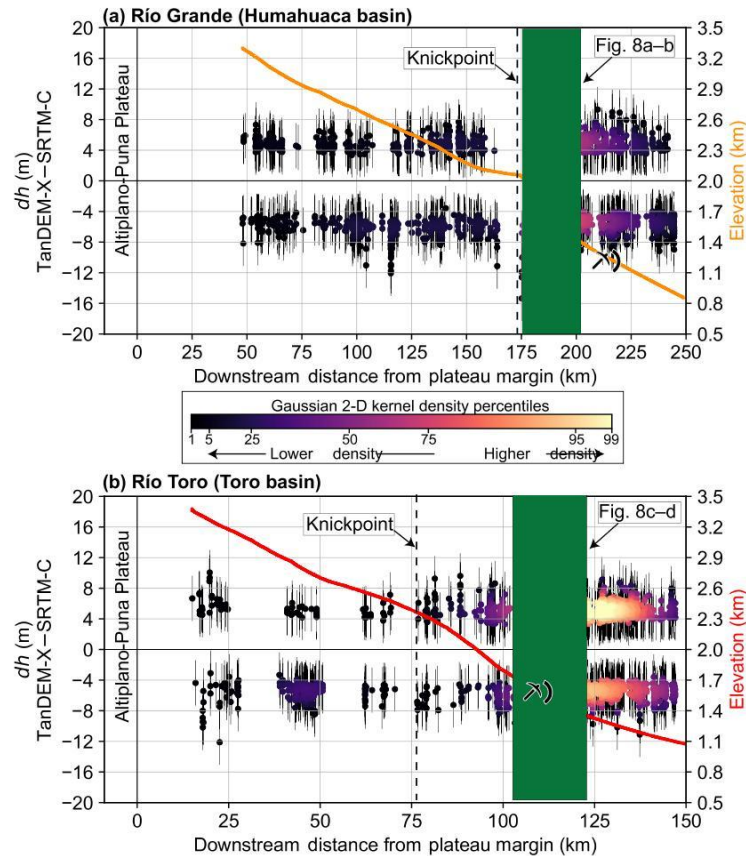 (a) Río Grande (Humahuaca basin)
20
16
12
8
4
0
−4
−8
−12
−16
−20
dh (m)
TanDEM-X−SRTM-C
Altiplano-Puna Plateau
Knickpoint
Fig. 8a–b
3.5
3.2
2.9
2.6
2.3
2.0
1.7
1.4
1.1
0.8
0.5
Elevation (km)
0 25 50 75 100 125 150 175 200 225 250
Downstream distance from plateau margin (km)
Gaussian 2-D kernel density percentiles
1 5 25 50 75 95 99
Lower density Higher density
(b) Río Toro (Toro basin)
20
16
12
8
4
0
−4
−8
−12
−16
−20
dh (m)
TanDEM-X−SRTM-C
Altiplano-Puna Plateau
Knickpoint
Fig. 8c–d
3.5
3.2
2.9
2.6
2.3
2.0
1.7
1.4
1.1
0.8
0.5
Elevation (km)
0 25 50 75 100 125 150
Downstream distance from plateau margin (km)